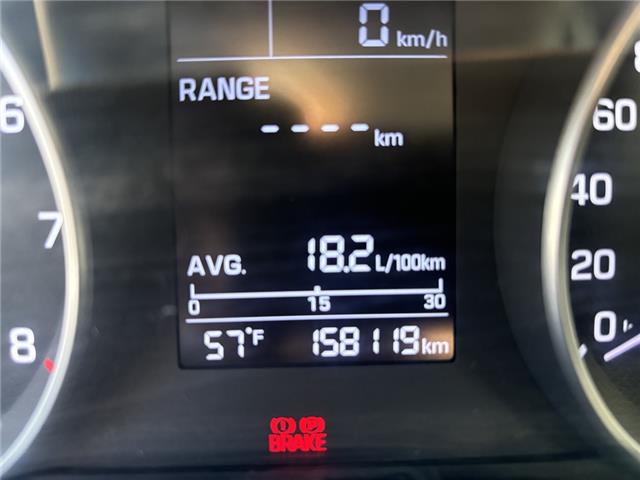 0 km/h
RANGE
- - - - km
AVG. 18.2 L/100km
0 15 30
57°F 158119 km
BRAKE
6
7
8
60
40
20
0